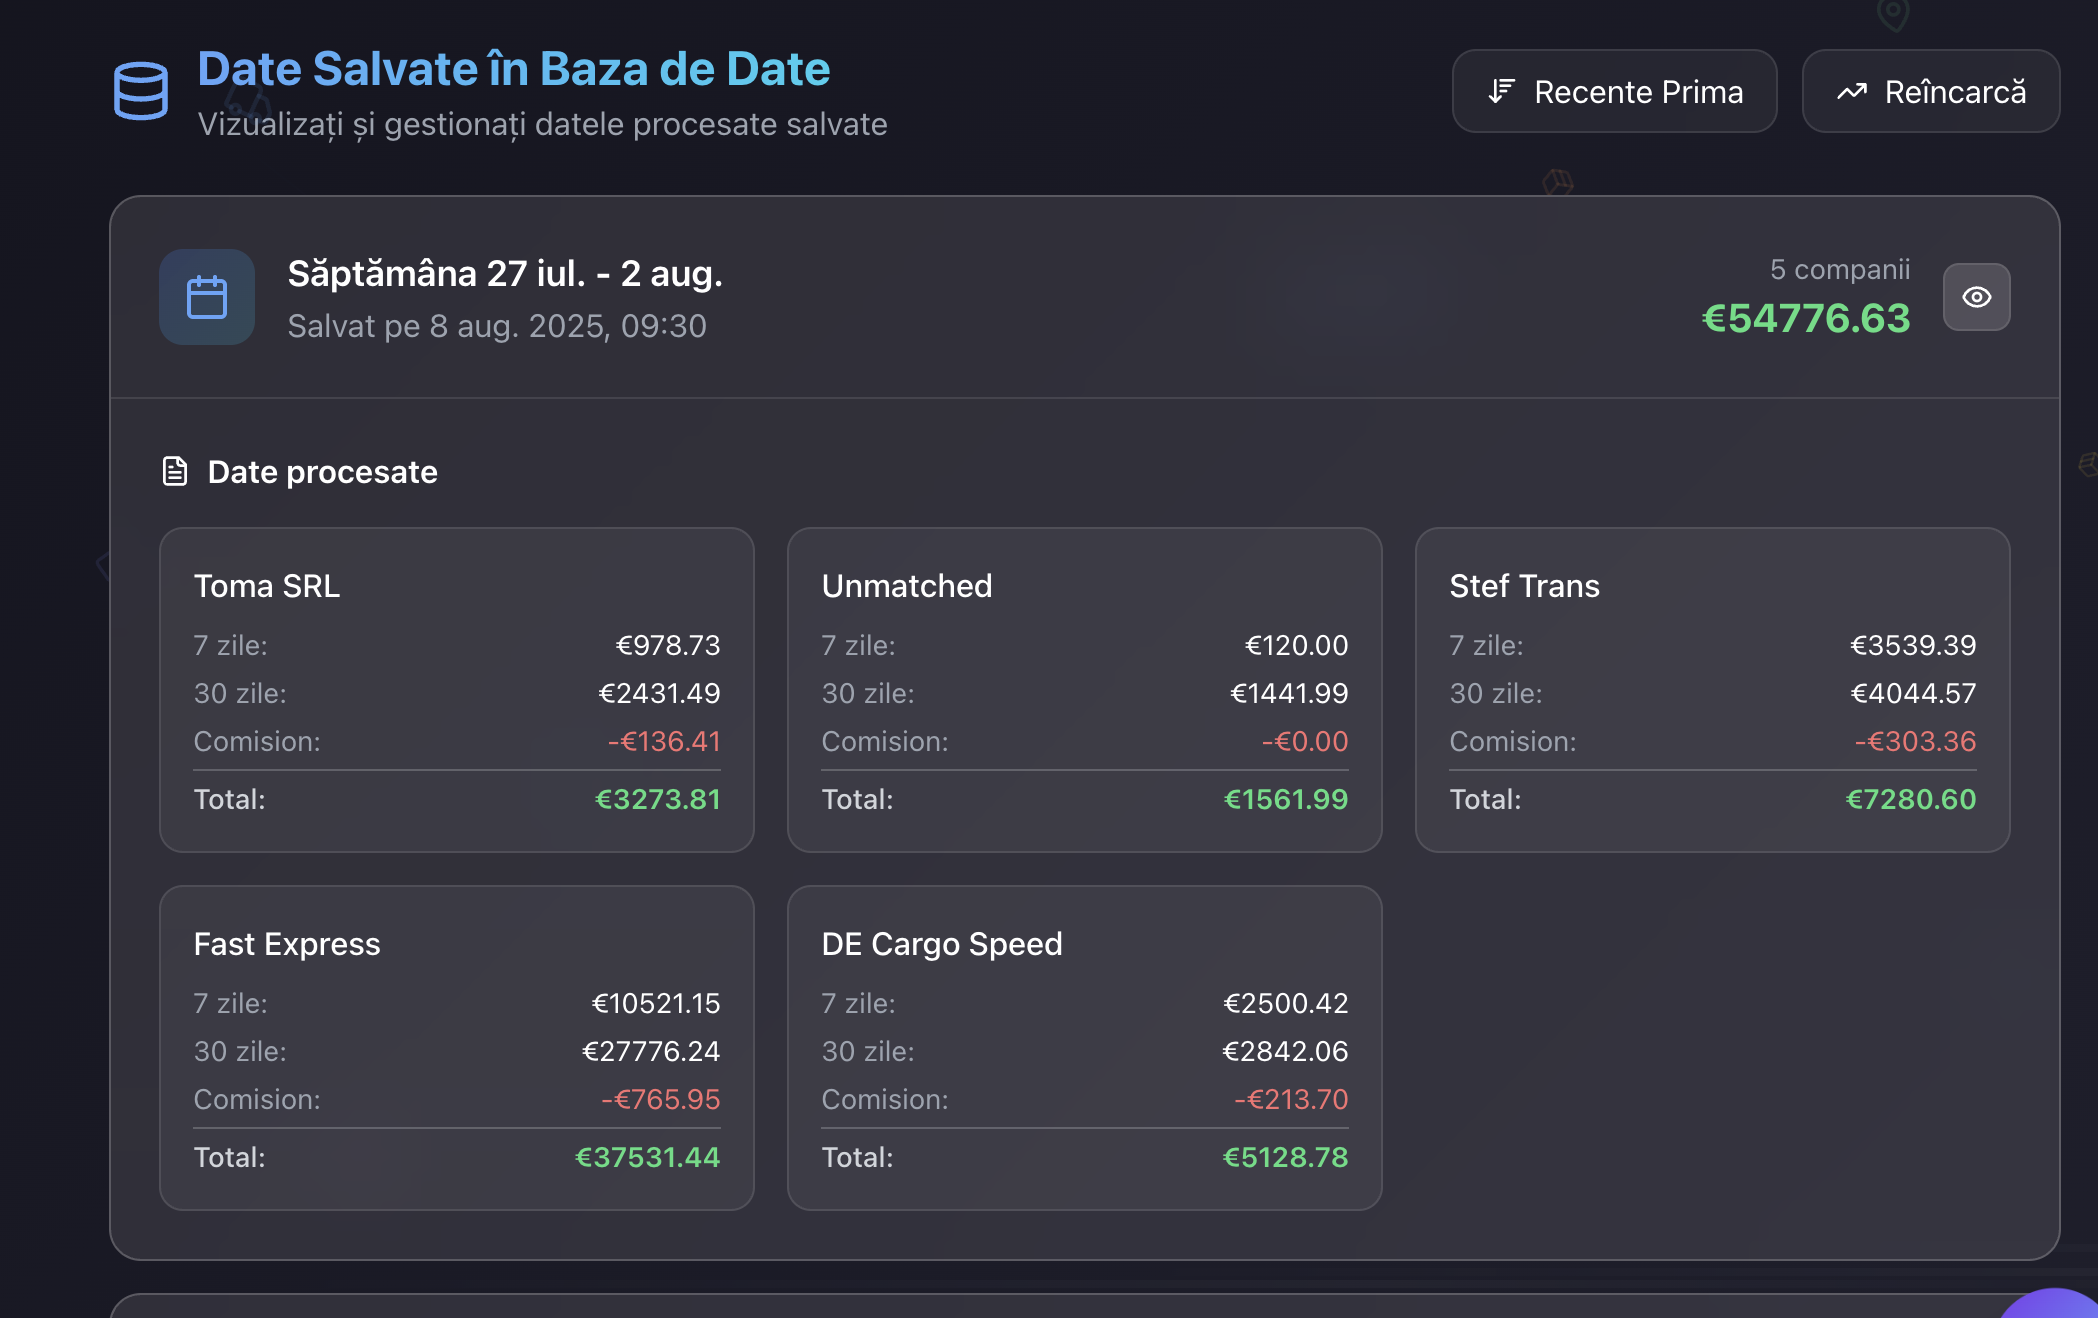 Date Salvate în Baza de Date
Vizualizați și gestionați datele procesate salvate
Recente Prima
Reîncarcă
Săptămâna 27 iul. - 2 aug.
Salvat pe 8 aug. 2025, 09:30
5 companii
€54776.63
Date procesate
Toma SRL
7 zile: €978.73
30 zile: €2431.49
Comision: -€136.41
Total: €3273.81
Unmatched
7 zile: €120.00
30 zile: €1441.99
Comision: -€0.00
Total: €1561.99
Stef Trans
7 zile: €3539.39
30 zile: €4044.57
Comision: -€303.36
Total: €7280.60
Fast Express
7 zile: €10521.15
30 zile: €27776.24
Comision: -€765.95
Total: €37531.44
DE Cargo Speed
7 zile: €2500.42
30 zile: €2842.06
Comision: -€213.70
Total: €5128.78